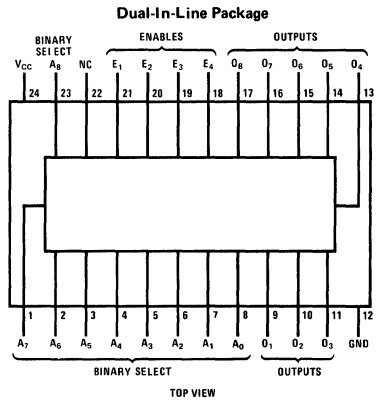 Dual-In-Line Package
BINARY SELECT ENABLES OUTPUTS
VCC A8 NC E1 E2 E3 E4 O8 O7 O6 O5 O4
24 23 22 21 20 19 18 17 16 15 14 13
1 2 3 4 5 6 7 8 9 10 11 12
A7 A6 A5 A4 A3 A2 A1 A0 O1 O2 O3 GND
BINARY SELECT OUTPUTS
TOP VIEW